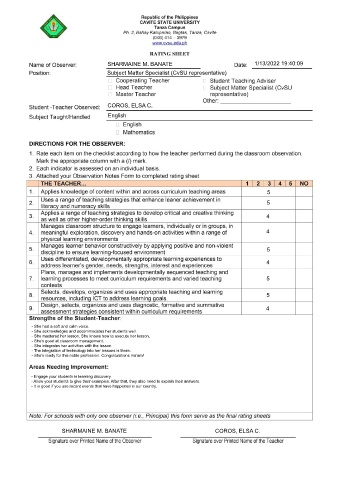 Republic of the Philippines
CAVITE STATE UNIVERSITY
Tanza Campus
Ph. 2, Bahay Katuparan, Bagtas, Tanza, Cavite
(046) 414 - 3979
www.cvsu.edu.ph
RATING SHEET
Name of Observer: SHARMAINE M. BANATE Date: 1/13/2022 19:40:09
Position: Subject Matter Specialist (CvSU representative)
Cooperating Teacher Student Teaching Adviser
Head Teacher Subject Matter Specialist (CvSU
Master Teacher representative)
Other:
Student -Teacher Observed: COROS, ELSA C.
Subject Taught/Handled English
English
Mathematics
DIRECTIONS FOR THE OBSERVER:
1. Rate each item on the checklist according to how the teacher performed during the classroom observation.
Mark the appropriate column with a (/) mark.
2. Each indicator is assessed on an individual basis.
3. Attached your Observation Notes Form to completed rating sheet
THE TEACHER... 1 2 3 4 5 NO
1. Applies knowledge of content within and across curriculum teaching areas 5
2. Uses a range of teaching strategies that enhance leaner achievement in
literacy and numeracy skills 5
3. Applies a range of teaching strategies to develop critical and creative thinking
as well as other higher-order thinking skills 4
4. Manages classroom structure to engage learners, individually or in groups, in
meaningful exploration, discovery and hands-on activities within a range of
physical learning environments 4
5. Manages learner behavior constructively by applying positive and non-violent
discipline to ensure learning-focused environment 5
6. Uses differentiated, developmentally appropriate learning experiences to
address learner's gender, needs, strengths, interest and experiences 4
7. Plans, manages and implements developmentally sequenced teaching and
learning processes to meet curriculum requirements and varied teaching
contexts 5
8. Selects, develops, organizes and uses appropriate teaching and learning
resources, including ICT to address learning goals 5
9. Design, selects, organizes and uses diagnostic, formative and summative
assessment strategies consistent within curriculum requirements 4
Strengths of the Student-Teacher
- She has a soft and calm voice.
- She acknowledges and accommodates her students well.
- She mastered her lesson. She knows how to execute her lesson.
- She's good at classroom management.
- She integrates her activities with the lesson.
- The integration of technology into her lesson is there.
- She's ready for the noble profession. Congratulations ma'am!
Areas Needing Improvement:
- Engage your students in learning discovery.
- Allow your students to give their examples. After that, they also need to explain their answers.
- It is good if you use recent events that have happened in our country.
Note: For schools with only one observer (i.e., Principal) this form serve as the final rating sheets
SHARMAINE M. BANATE COROS, ELSA C.
Signature over Printed Name of the Observer Signature over Printed Name of the Teacher